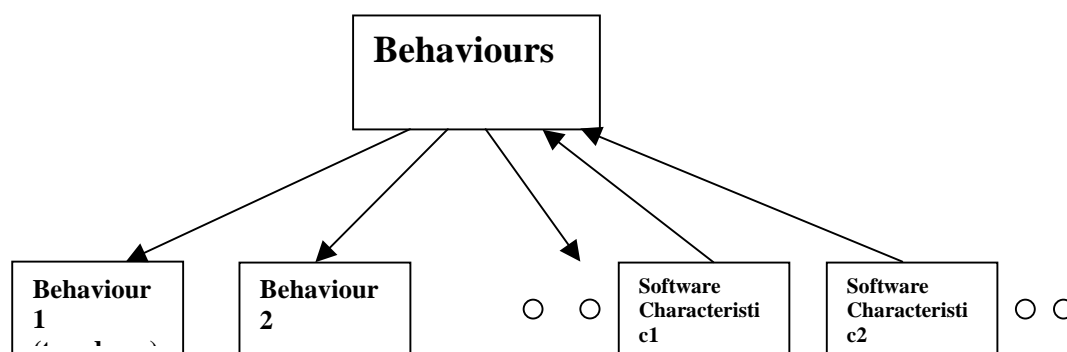 Behaviours
Behaviour
1
Behaviour
2
Software
Characteristi
c1
Software
Characteristi
c2